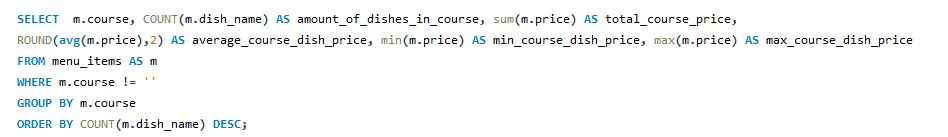 SELECT  m.course, COUNT(m.dish_name) AS amount_of_dishes_in_course, sum(m.price) AS total_course_price,
ROUND(avg(m.price),2) AS average_course_dish_price, min(m.price) AS min_course_dish_price, max(m.price) AS max_course_dish_price
FROM menu_items AS m
WHERE m.course != ''
GROUP BY m.course
ORDER BY COUNT(m.dish_name) DESC;